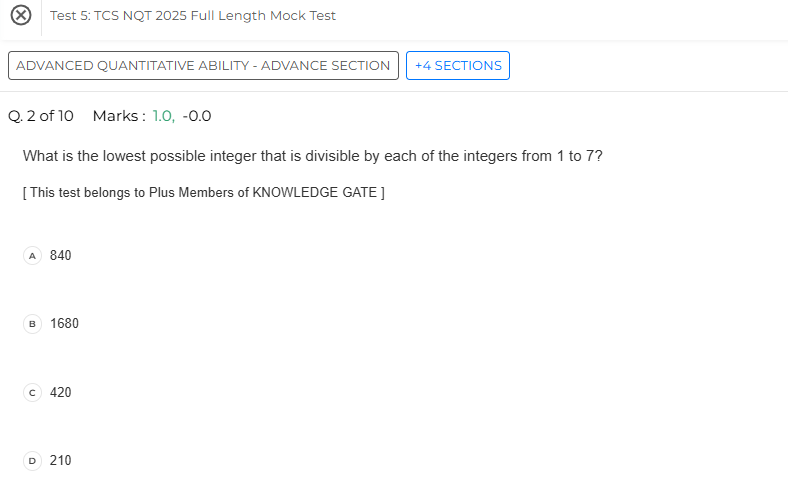 Test 5: TCS NQT 2025 Full Length Mock Test
ADVANCED QUANTITATIVE ABILITY - ADVANCE SECTION +4 SECTIONS
Q. 2 of 10 Marks : 1.0, -0.0
What is the lowest possible integer that is divisible by each of the integers from 1 to 7?
[ This test belongs to Plus Members of KNOWLEDGE GATE ]
A 840
B 1680
C 420
D 210